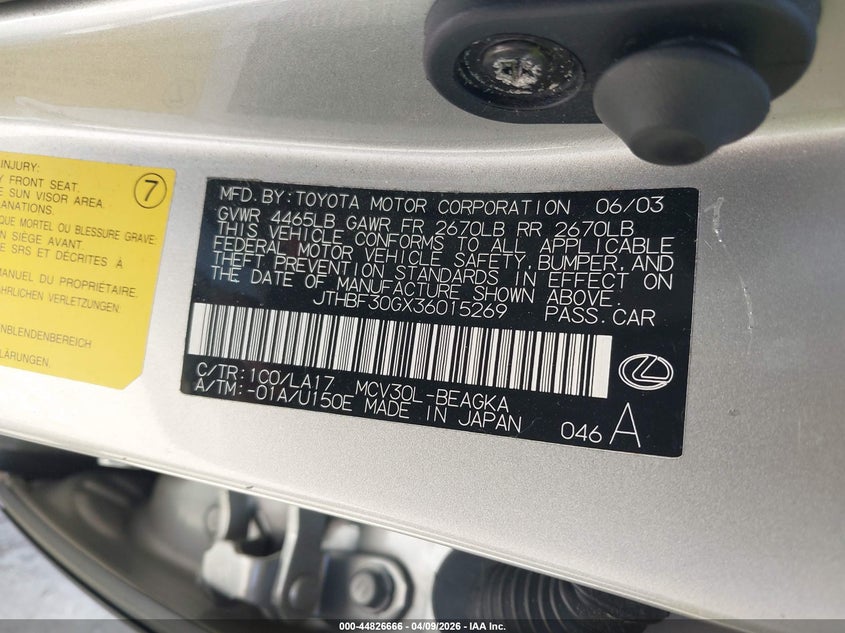 INJURY:
FRONT SEAT.
SUN VISOR AREA.
ANATIONS.
MORTEL OU BLESSURE GRAVE:
SIÈGE AVANT
SRS ET DÉCRITES À
MANUEL DU PROPRIÉTAIRE.
ÄHRLICHEN VERLETZUNGEN.
NBLENDENBEREICH
LÄRUNGEN.
7
MFD. BY: TOYOTA MOTOR CORPORATION 06/03
GVWR 4465LB GAWR FR 2670LB RR 2670LB
THIS VEHICLE CONFORMS TO ALL APPLICABLE
FEDERAL MOTOR VEHICLE SAFETY, BUMPER, AND
THEFT PREVENTION STANDARDS IN EFFECT ON
THE DATE OF MANUFACTURE SHOWN ABOVE.
JTHBF30GX36015269 PASS. CAR
C/TR: 1C0/LA17 MCV30L-BEAGKA
A/TM: -01A/U150E MADE IN JAPAN
046 A
000-44826666 - 04/09/2026 - IAA Inc.